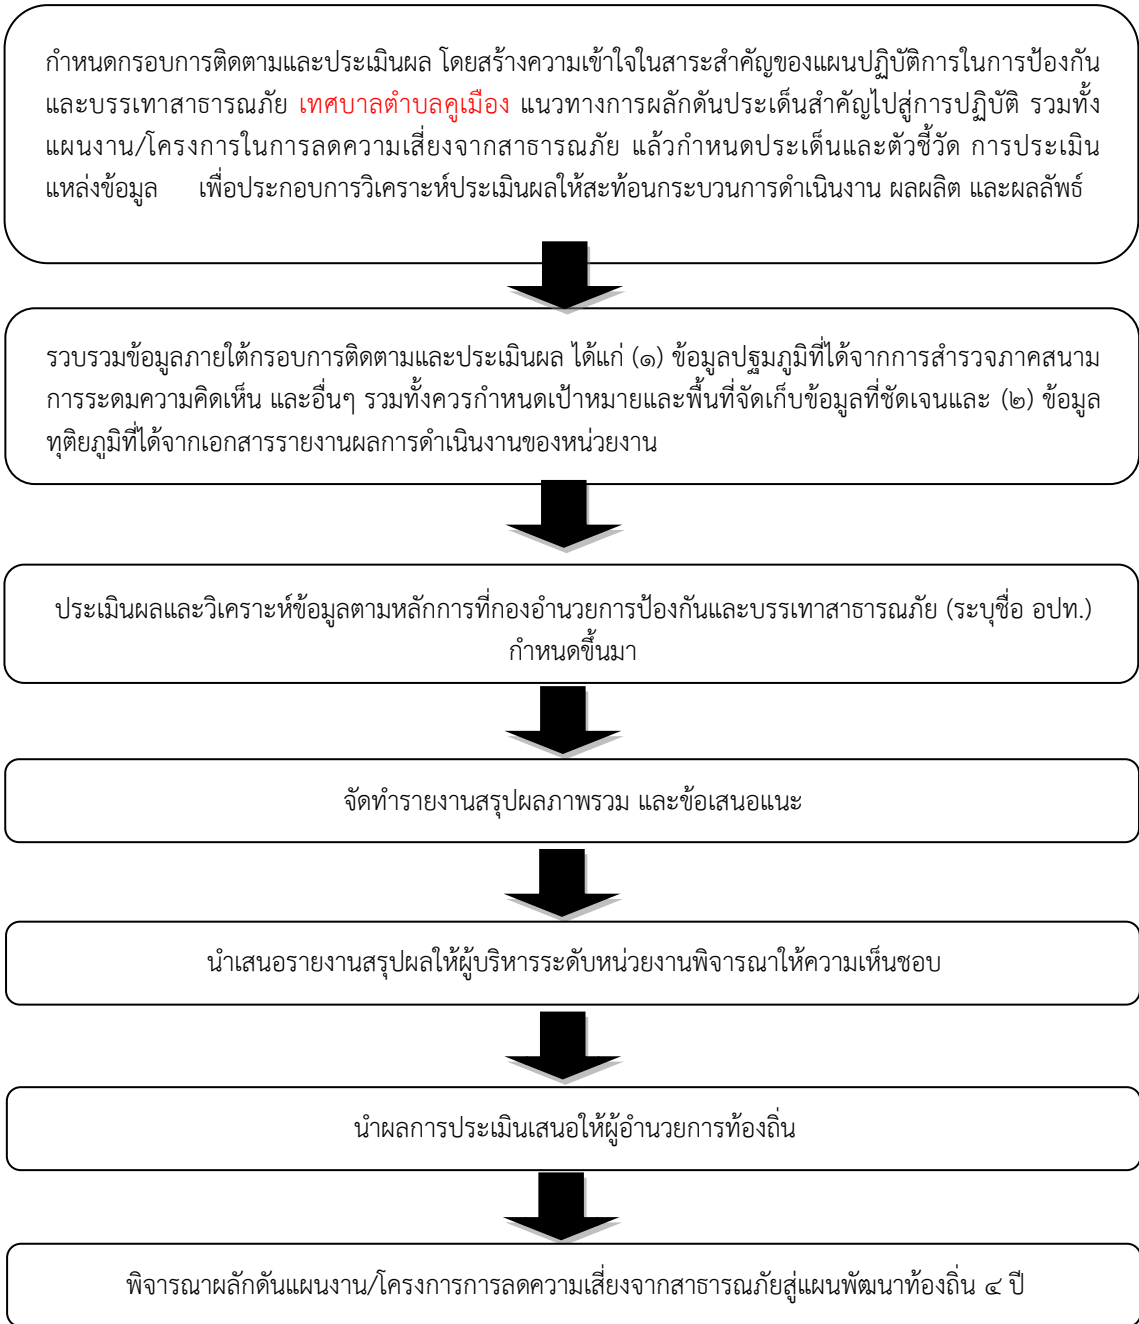 กำหนดกรอบการติดตามและประเมินผล โดยสร้างความเข้าใจในสาระสำคัญของแผนปฏิบัติการในการป้องกัน
และบรรเทาสาธารณภัย เทศบาลตำบลคูเมือง แนวทางการผลักดันประเด็นสำคัญไปสู่การปฏิบัติ รวมทั้ง
แผนงาน/โครงการในการลดความเสี่ยงจากสาธารณภัย แล้วกำหนดประเด็นและตัวชี้วัด การประเมิน
แหล่งข้อมูล เพื่อประกอบการวิเคราะห์ประเมินผลให้สะท้อนกระบวนการดำเนินงาน ผลผลิต และผลลัพธ์
รวบรวมข้อมูลภายใต้กรอบการติดตามและประเมินผล ได้แก่ (๑) ข้อมูลปฐมภูมิที่ได้จากการสำรวจภาคสนาม
การระดมความคิดเห็น และอื่นๆ รวมทั้งควรกำหนดเป้าหมายและพื้นที่จัดเก็บข้อมูลที่ชัดเจนและ (๒) ข้อมูล
ทุติยภูมิที่ได้จากเอกสารรายงานผลการดำเนินงานของหน่วยงาน
ประเมินผลและวิเคราะห์ข้อมูลตามหลักการที่กองอำนวยการป้องกันและบรรเทาสาธารณภัย (ระบุชื่อ อปท.)
กำหนดขึ้นมา
จัดทำรายงานสรุปผลภาพรวม และข้อเสนอแนะ
นำเสนอรายงานสรุปผลให้ผู้บริหารระดับหน่วยงานพิจารณาให้ความเห็นชอบ
นำผลการประเมินเสนอให้ผู้อำนวยการท้องถิ่น
พิจารณาผลักดันแผนงาน/โครงการการลดความเสี่ยงจากสาธารณภัยสู่แผนพัฒนาท้องถิ่น ๔ ปี